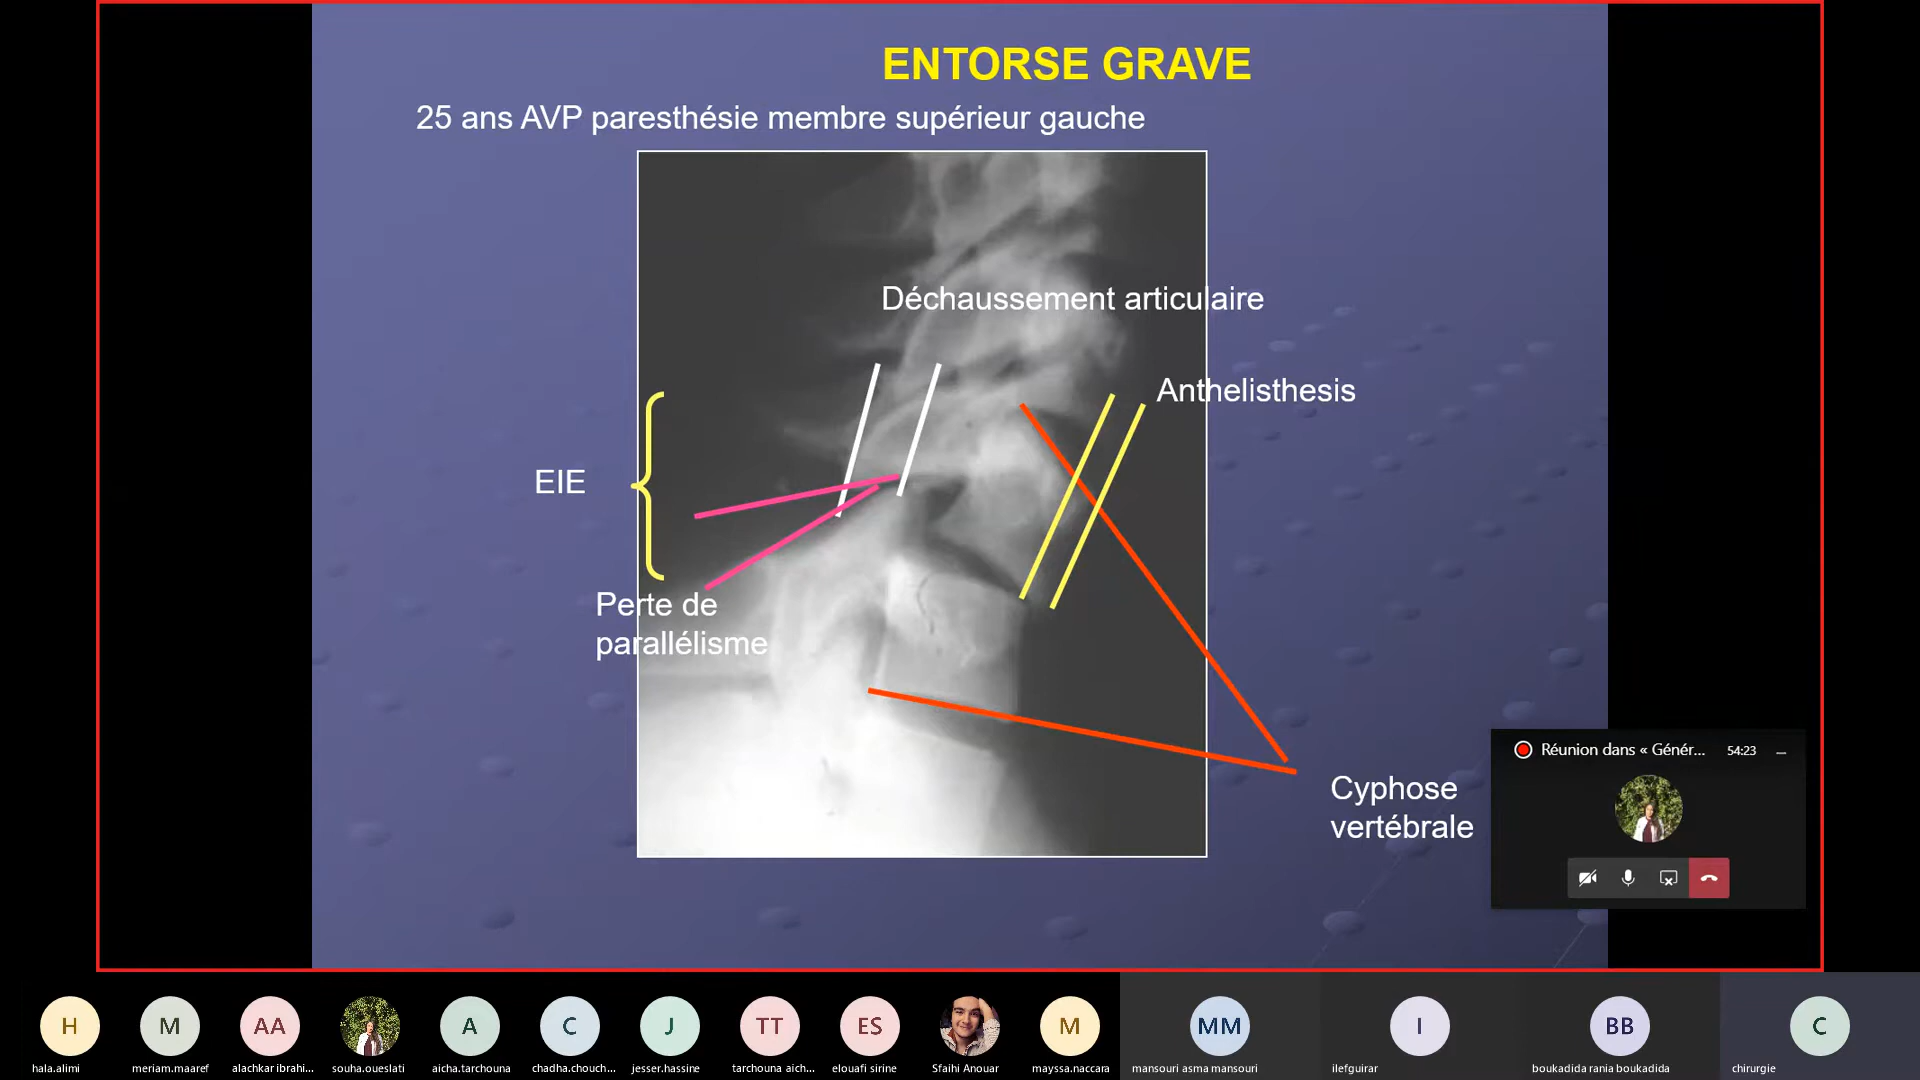 ENTORSE GRAVE
25 ans AVP paresthésie membre supérieur gauche
Déchaussement articulaire
Anthelisthesis
EIE
Perte de
parallélisme
Cyphose
vertébrale
Réunion dans « Génér... 54:23
H
M
AA
A
C
J
TT
ES
M
MM
I
BB
C
hala.alimi
meriam.maaref
alachkar ibrahi...
souha.oueslati
aicha.tarchouna
chadha.chouch...
jesser.hassine
tarchouna aich...
elouafi sirine
Sfaihi Anouar
mayssa.naccara
mansouri asma mansouri
ilefguirar
boukadida rania boukadida
chirurgie